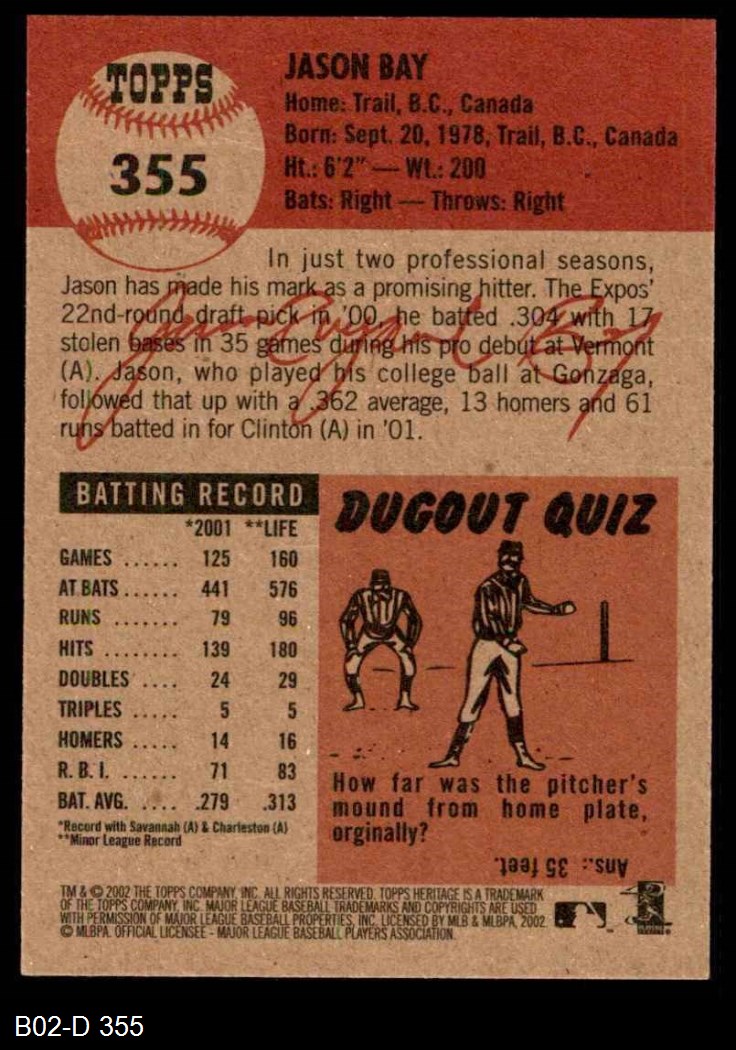 TOPPS
355
JASON BAY
Home: Trail, B.C., Canada
Born: Sept. 20, 1978, Trail, B.C., Canada
Ht.: 6'2" — Wt.: 200
Bats: Right — Throws: Right
In just two professional seasons,
Jason has made his mark as a promising hitter. The Expos'
22nd-round draft pick in '00, he batted .304 with 17
stolen bases in 35 games during his pro debut at Vermont
(A). Jason, who played his college ball at Gonzaga,
followed that up with a .362 average, 13 homers and 61
runs batted in for Clinton (A) in '01.
BATTING RECORD
*2001 **LIFE
GAMES ...... 125 160
AT BATS ...... 441 576
RUNS ....... 79 96
HITS ........ 139 180
DOUBLES .... 24 29
TRIPLES ..... 5 5
HOMERS ..... 14 16
R. B. I. ...... 71 83
BAT. AVG. .... .279 .313
*Record with Savannah (A) & Charleston (A)
**Minor League Record
DUGOUT QUIZ
How far was the pitcher's
mound from home plate,
orginally?
Ans.: 35 feet.
TM & © 2002 THE TOPPS COMPANY, INC. ALL RIGHTS RESERVED. TOPPS HERITAGE IS A TRADEMARK
OF THE TOPPS COMPANY, INC. MAJOR LEAGUE BASEBALL TRADEMARKS AND COPYRIGHTS ARE USED
WITH PERMISSION OF MAJOR LEAGUE BASEBALL PROPERTIES, INC. LICENSED BY MLB & MLBPA, 2002.
© MLBPA. OFFICIAL LICENSEE - MAJOR LEAGUE BASEBALL PLAYERS ASSOCIATION.
B02-D 355